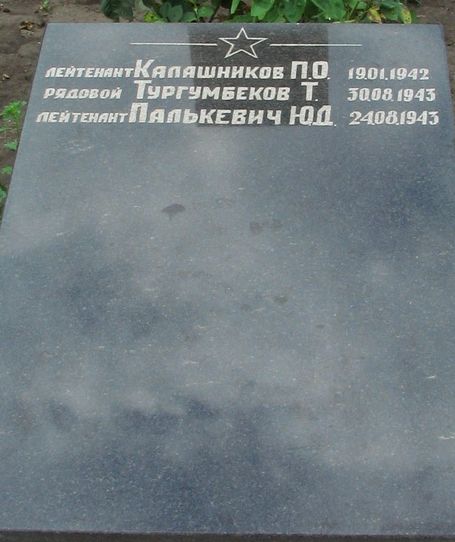 лейтенант Калашников П.О. 19.01.1942
рядовой Тургумбеков Т. 30.08.1943
лейтенант Палькевич Ю.Д. 24.08.1943